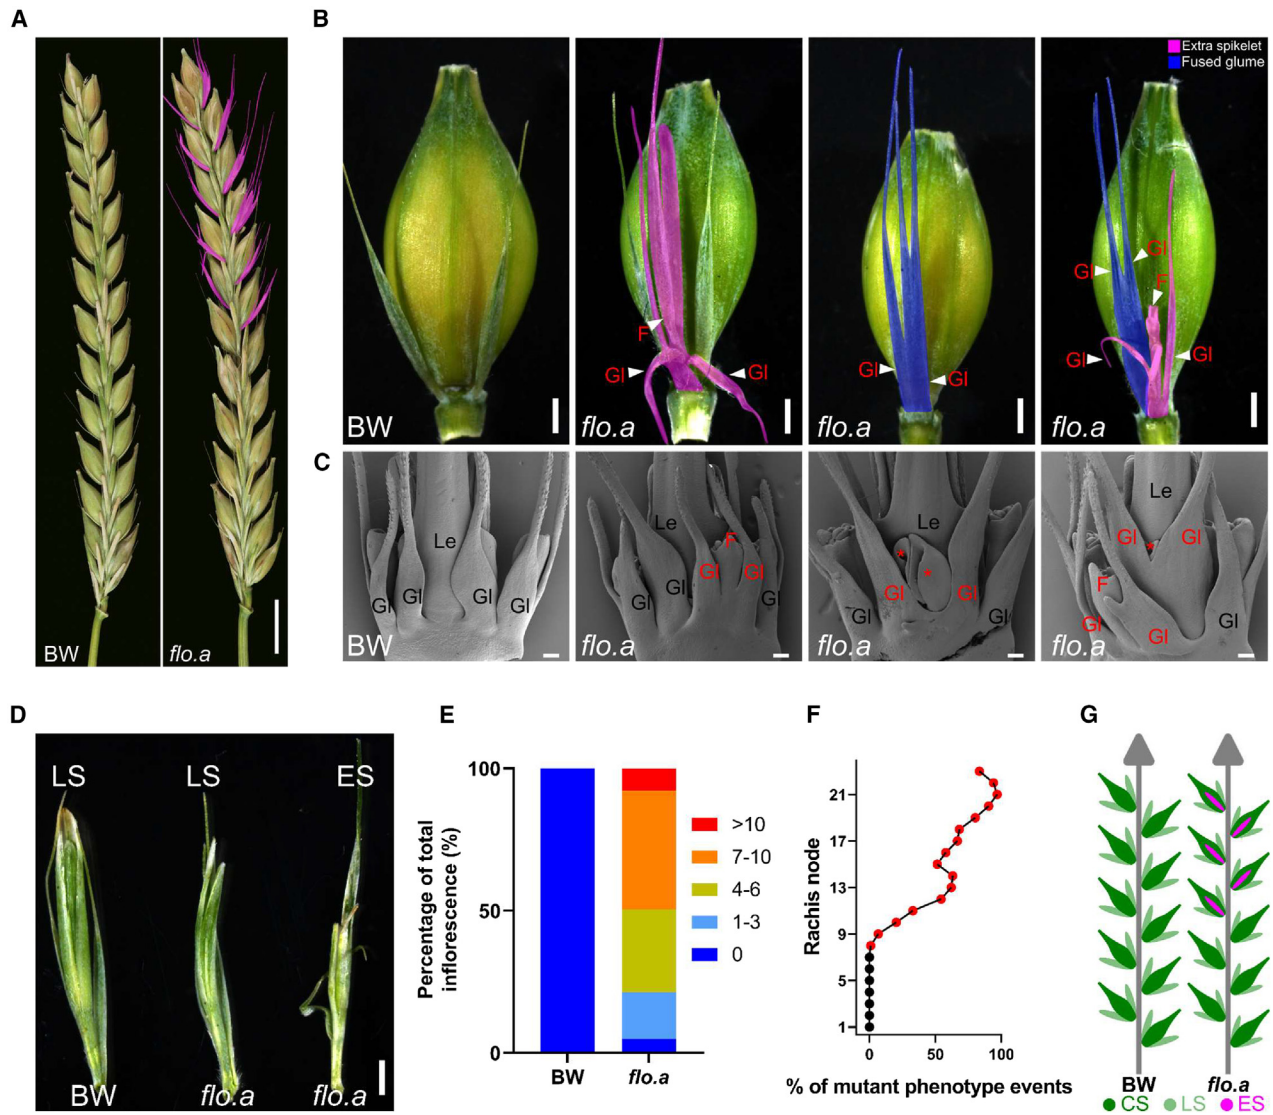 A
BW
flo.a
B
Extra spikelet
Fused glume
BW
F
Gl
Gl
flo.a
Gl
Gl
flo.a
Gl
Gl
F
Gl
Gl
flo.a
C
Le
Gl
Gl
Gl
Gl
BW
Le
F
Gl
Gl
Gl
Gl
Gl
flo.a
Le
*
*
Gl
Gl
Gl
Gl
flo.a
Le
Gl
*
Gl
F
Gl
Gl
Gl
flo.a
D
LS
LS
ES
BW
flo.a
flo.a
E
Percentage of total
inflorescence (%)
100
50
0
BW
flo.a
>10
7-10
4-6
1-3
0
F
Rachis node
21
17
13
9
5
1
0
50
100
% of mutant phenotype events
G
BW
flo.a
CS
LS
ES